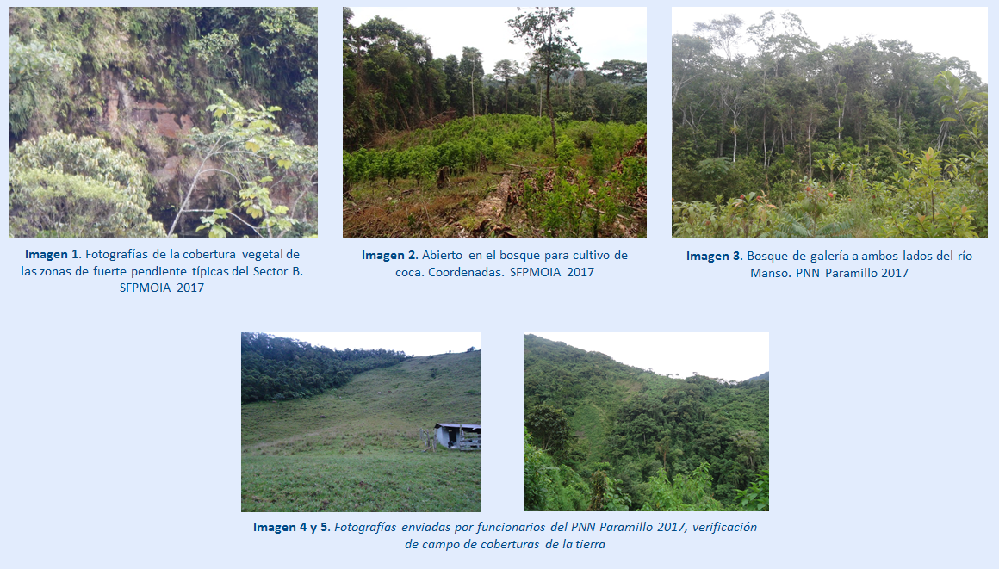 Imagen 1. Fotografías de la cobertura vegetal de
las zonas de fuerte pendiente típicas del Sector B.
SFPMOIA 2017
Imagen 2. Abierto en el bosque para cultivo de
coca. Coordenadas. SFPMOIA 2017
Imagen 3. Bosque de galería a ambos lados del río
Manso. PNN Paramillo 2017
Imagen 4 y 5. Fotografías enviadas por funcionarios del PNN Paramillo 2017, verificación
de campo de coberturas de la tierra